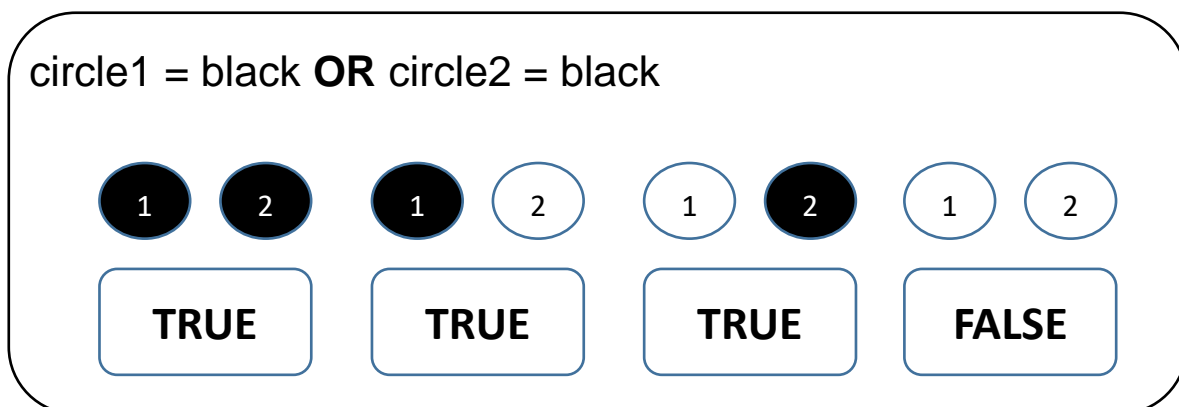 circle1 = black OR circle2 = black
1 2 1 2 1 2 1 2
TRUE TRUE TRUE FALSE